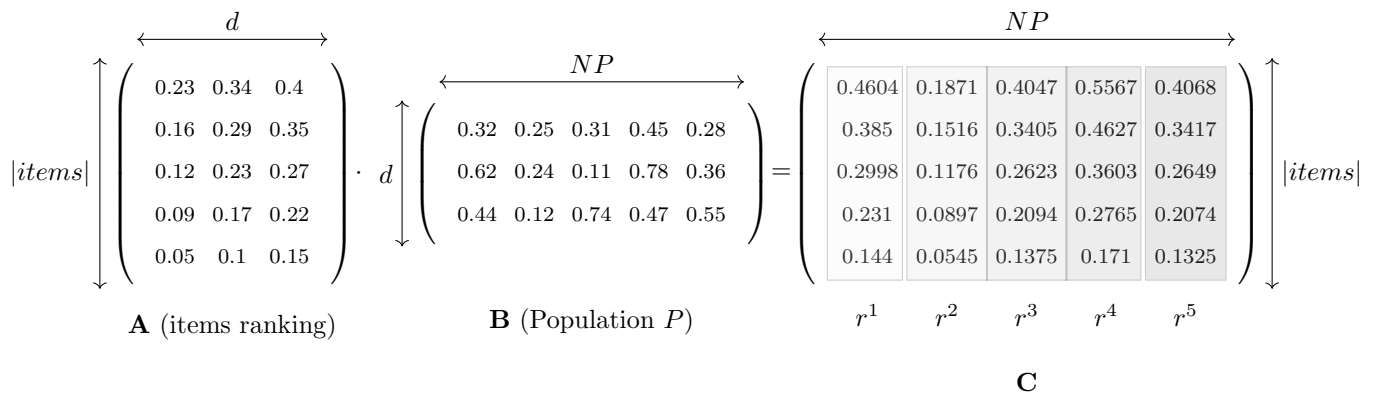 d NP
NP
0.23 0.34 0.4 0.4604 0.1871 0.4047 0.5567 0.4068
0.16 0.29 0.35 0.32 0.25 0.31 0.45 0.28 0.385 0.1516 0.3405 0.4627 0.3417
|items| 0.12 0.23 0.27 · d 0.62 0.24 0.11 0.78 0.36 = 0.2998 0.1176 0.2623 0.3603 0.2649 |items|
0.09 0.17 0.22 0.44 0.12 0.74 0.47 0.55 0.231 0.0897 0.2094 0.2765 0.2074
0.05 0.1 0.15 0.144 0.0545 0.1375 0.171 0.1325
A (items ranking) B (Population P) r¹ r² r³ r⁴ r⁵
C